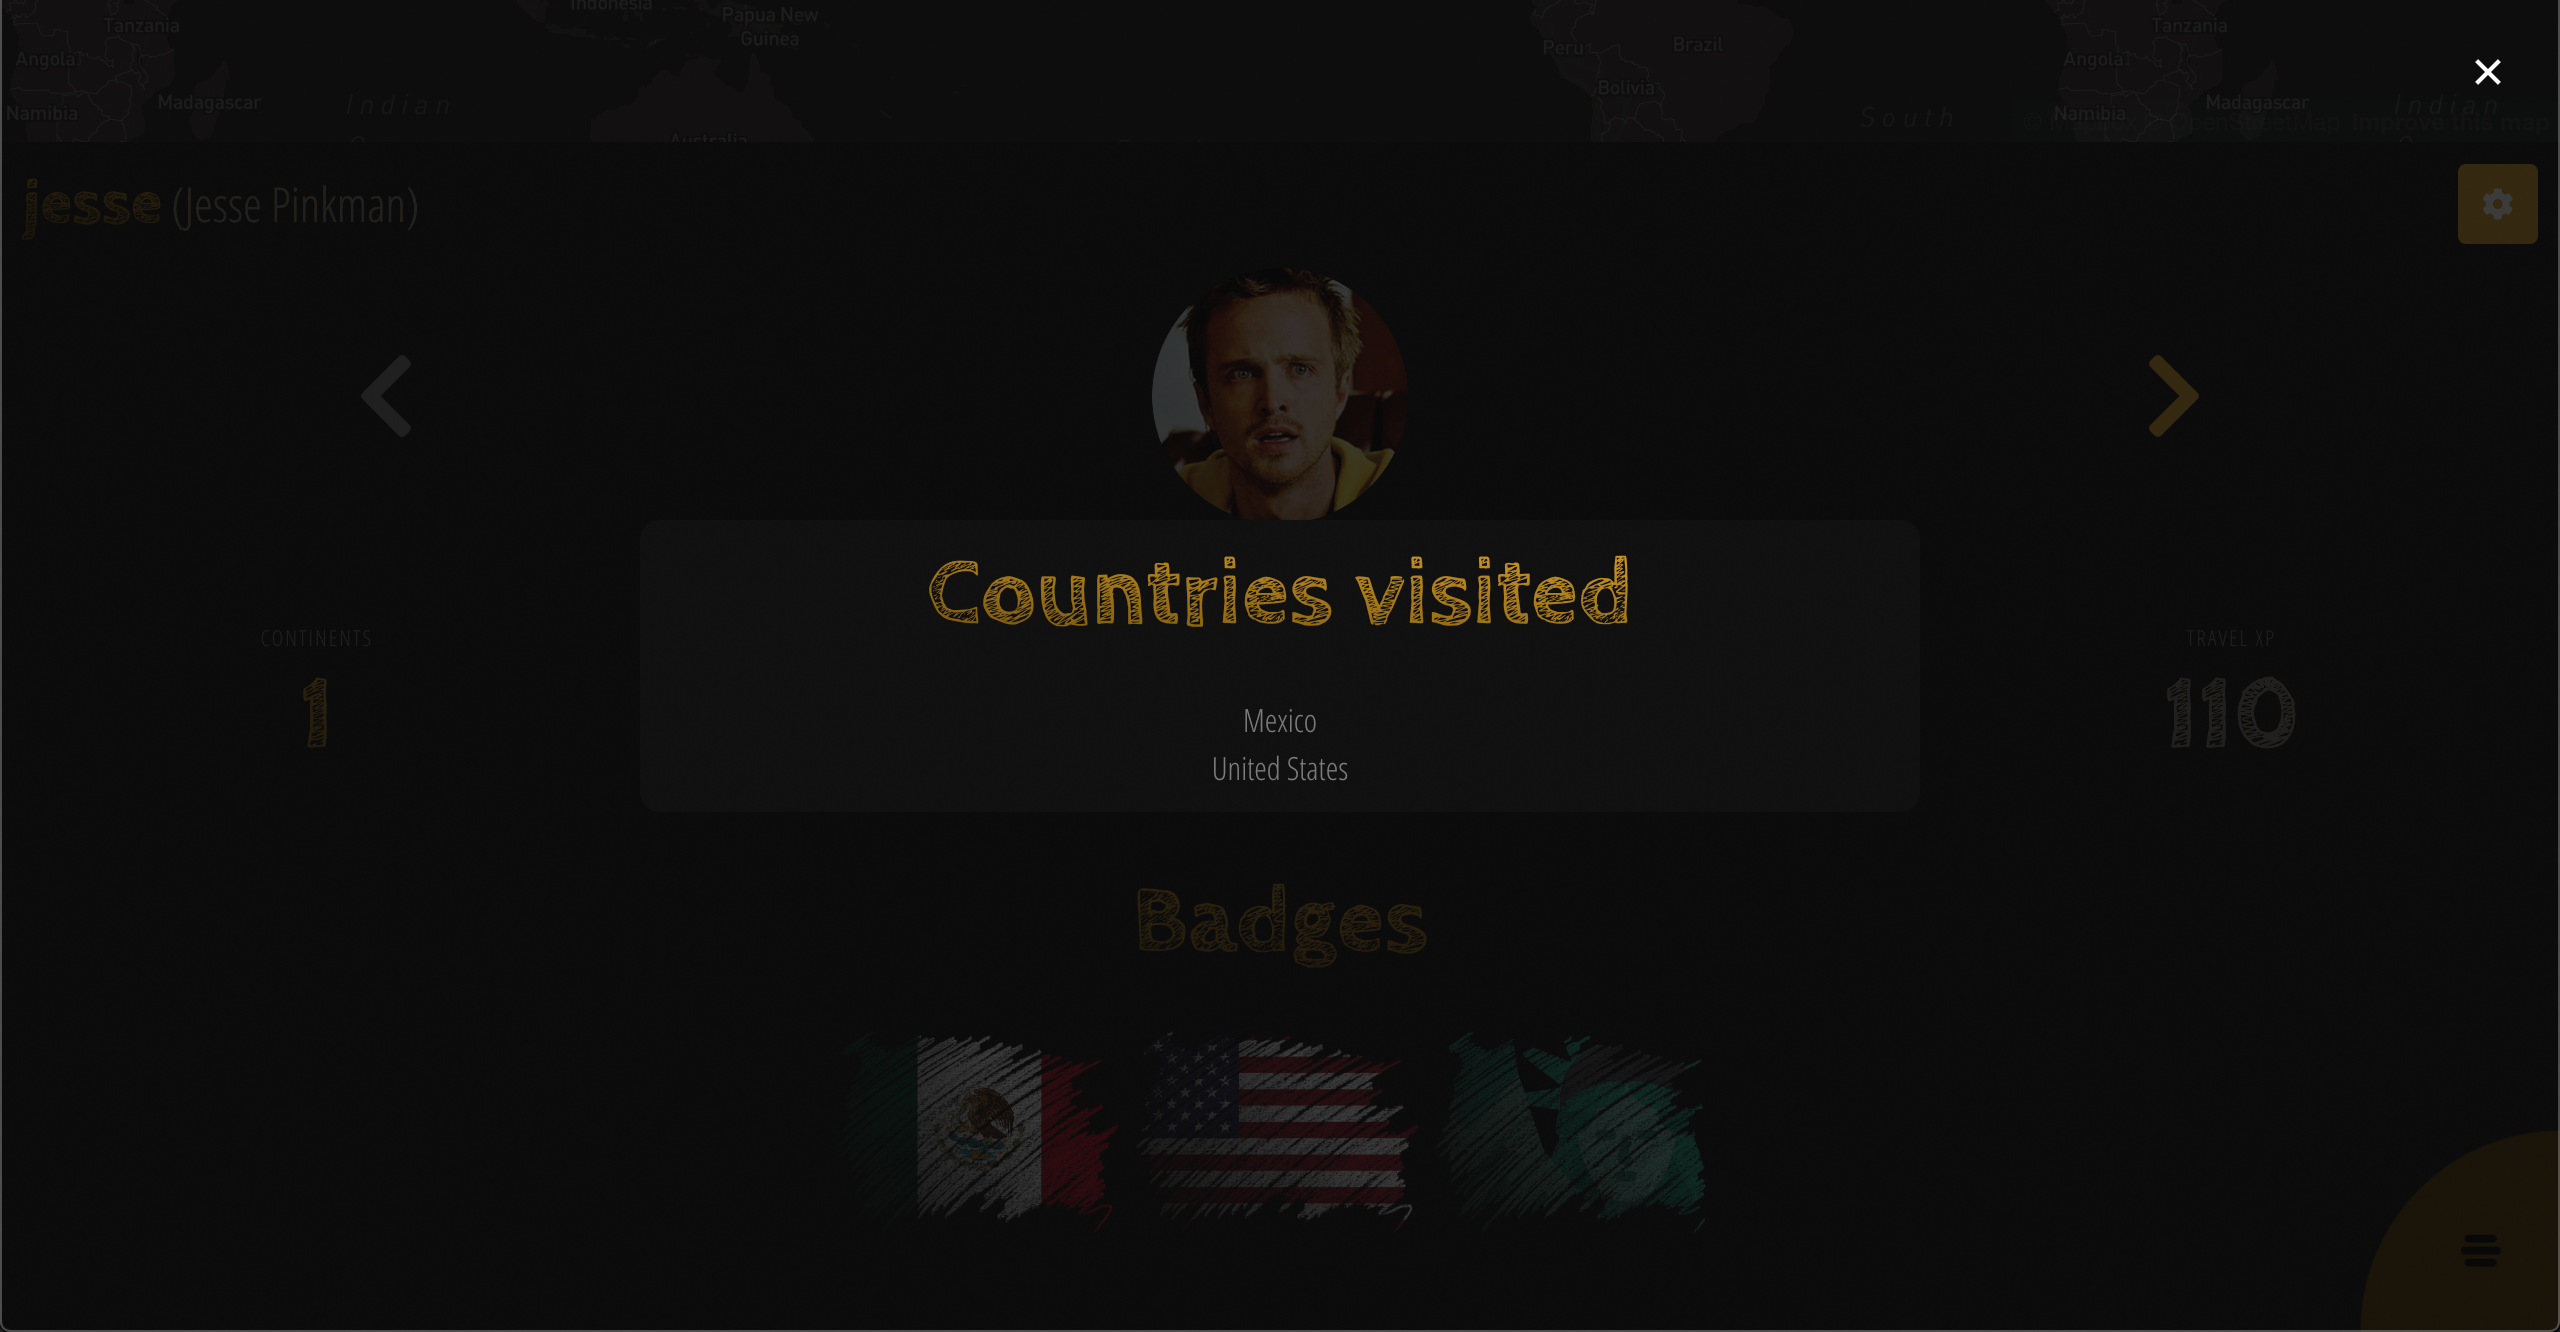 Indonesia
Papua New
Guinea
Tanzania
Angola
Namibia
Madagascar
Indian
Australia
Peru
Brazil
Bolivia
South
Tanzania
Angola
Namibia
Madagascar
Indian
OpenStreetMap Improve this map
jesse (Jesse Pinkman)
Countries visited
CONTINENTS
1
TRAVEL XP
110
Mexico
United States
Badges